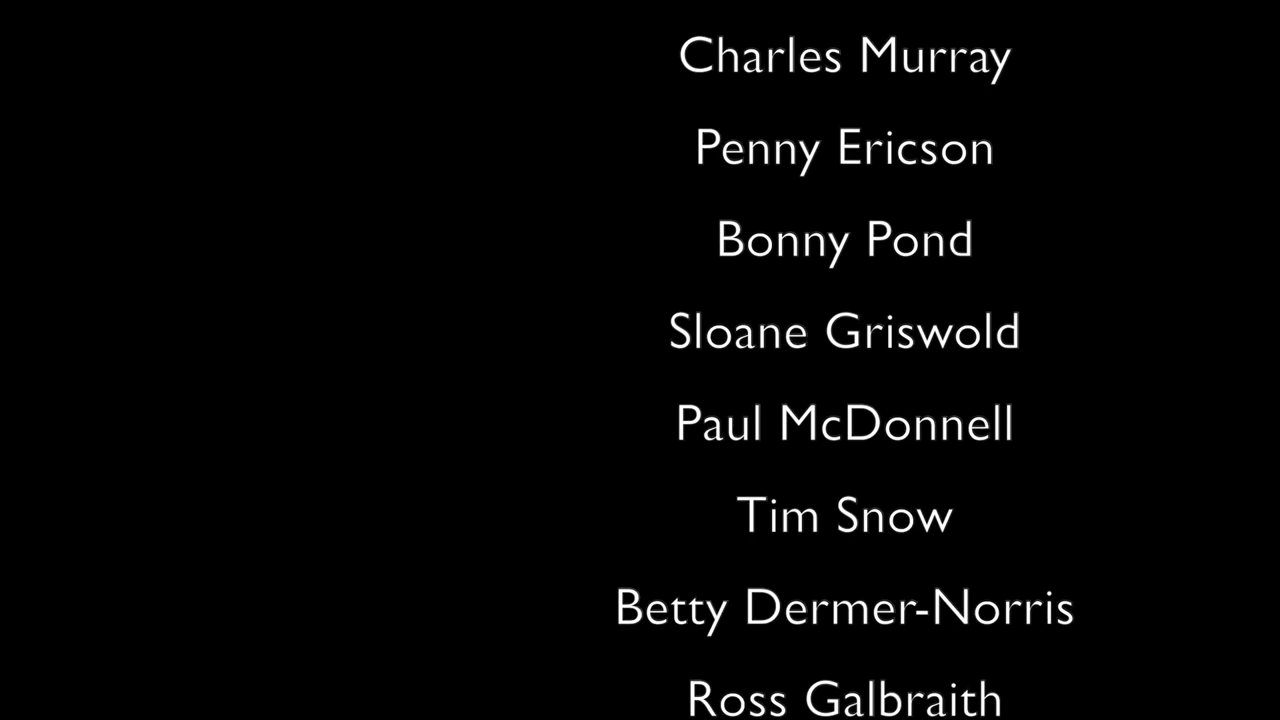 Charles Murray
Penny Ericson
Bonny Pond
Sloane Griswold
Paul McDonnell
Tim Snow
Betty Dermer-Norris
Ross Galbraith